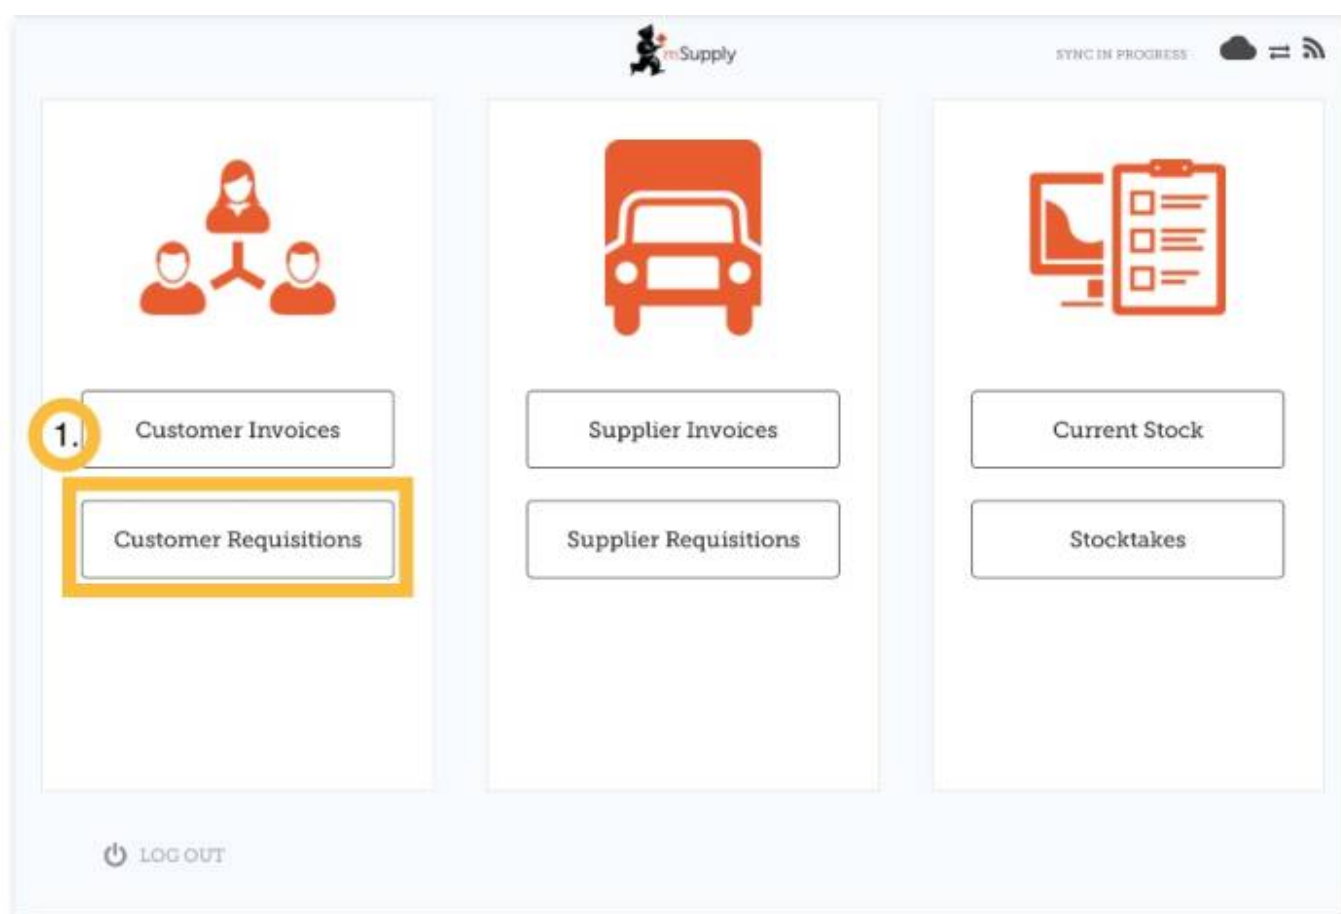 mSupply
SYNC IN PROGRESS
1.
Customer Invoices
Customer Requisitions
Supplier Invoices
Supplier Requisitions
Current Stock
Stocktakes
LOG OUT